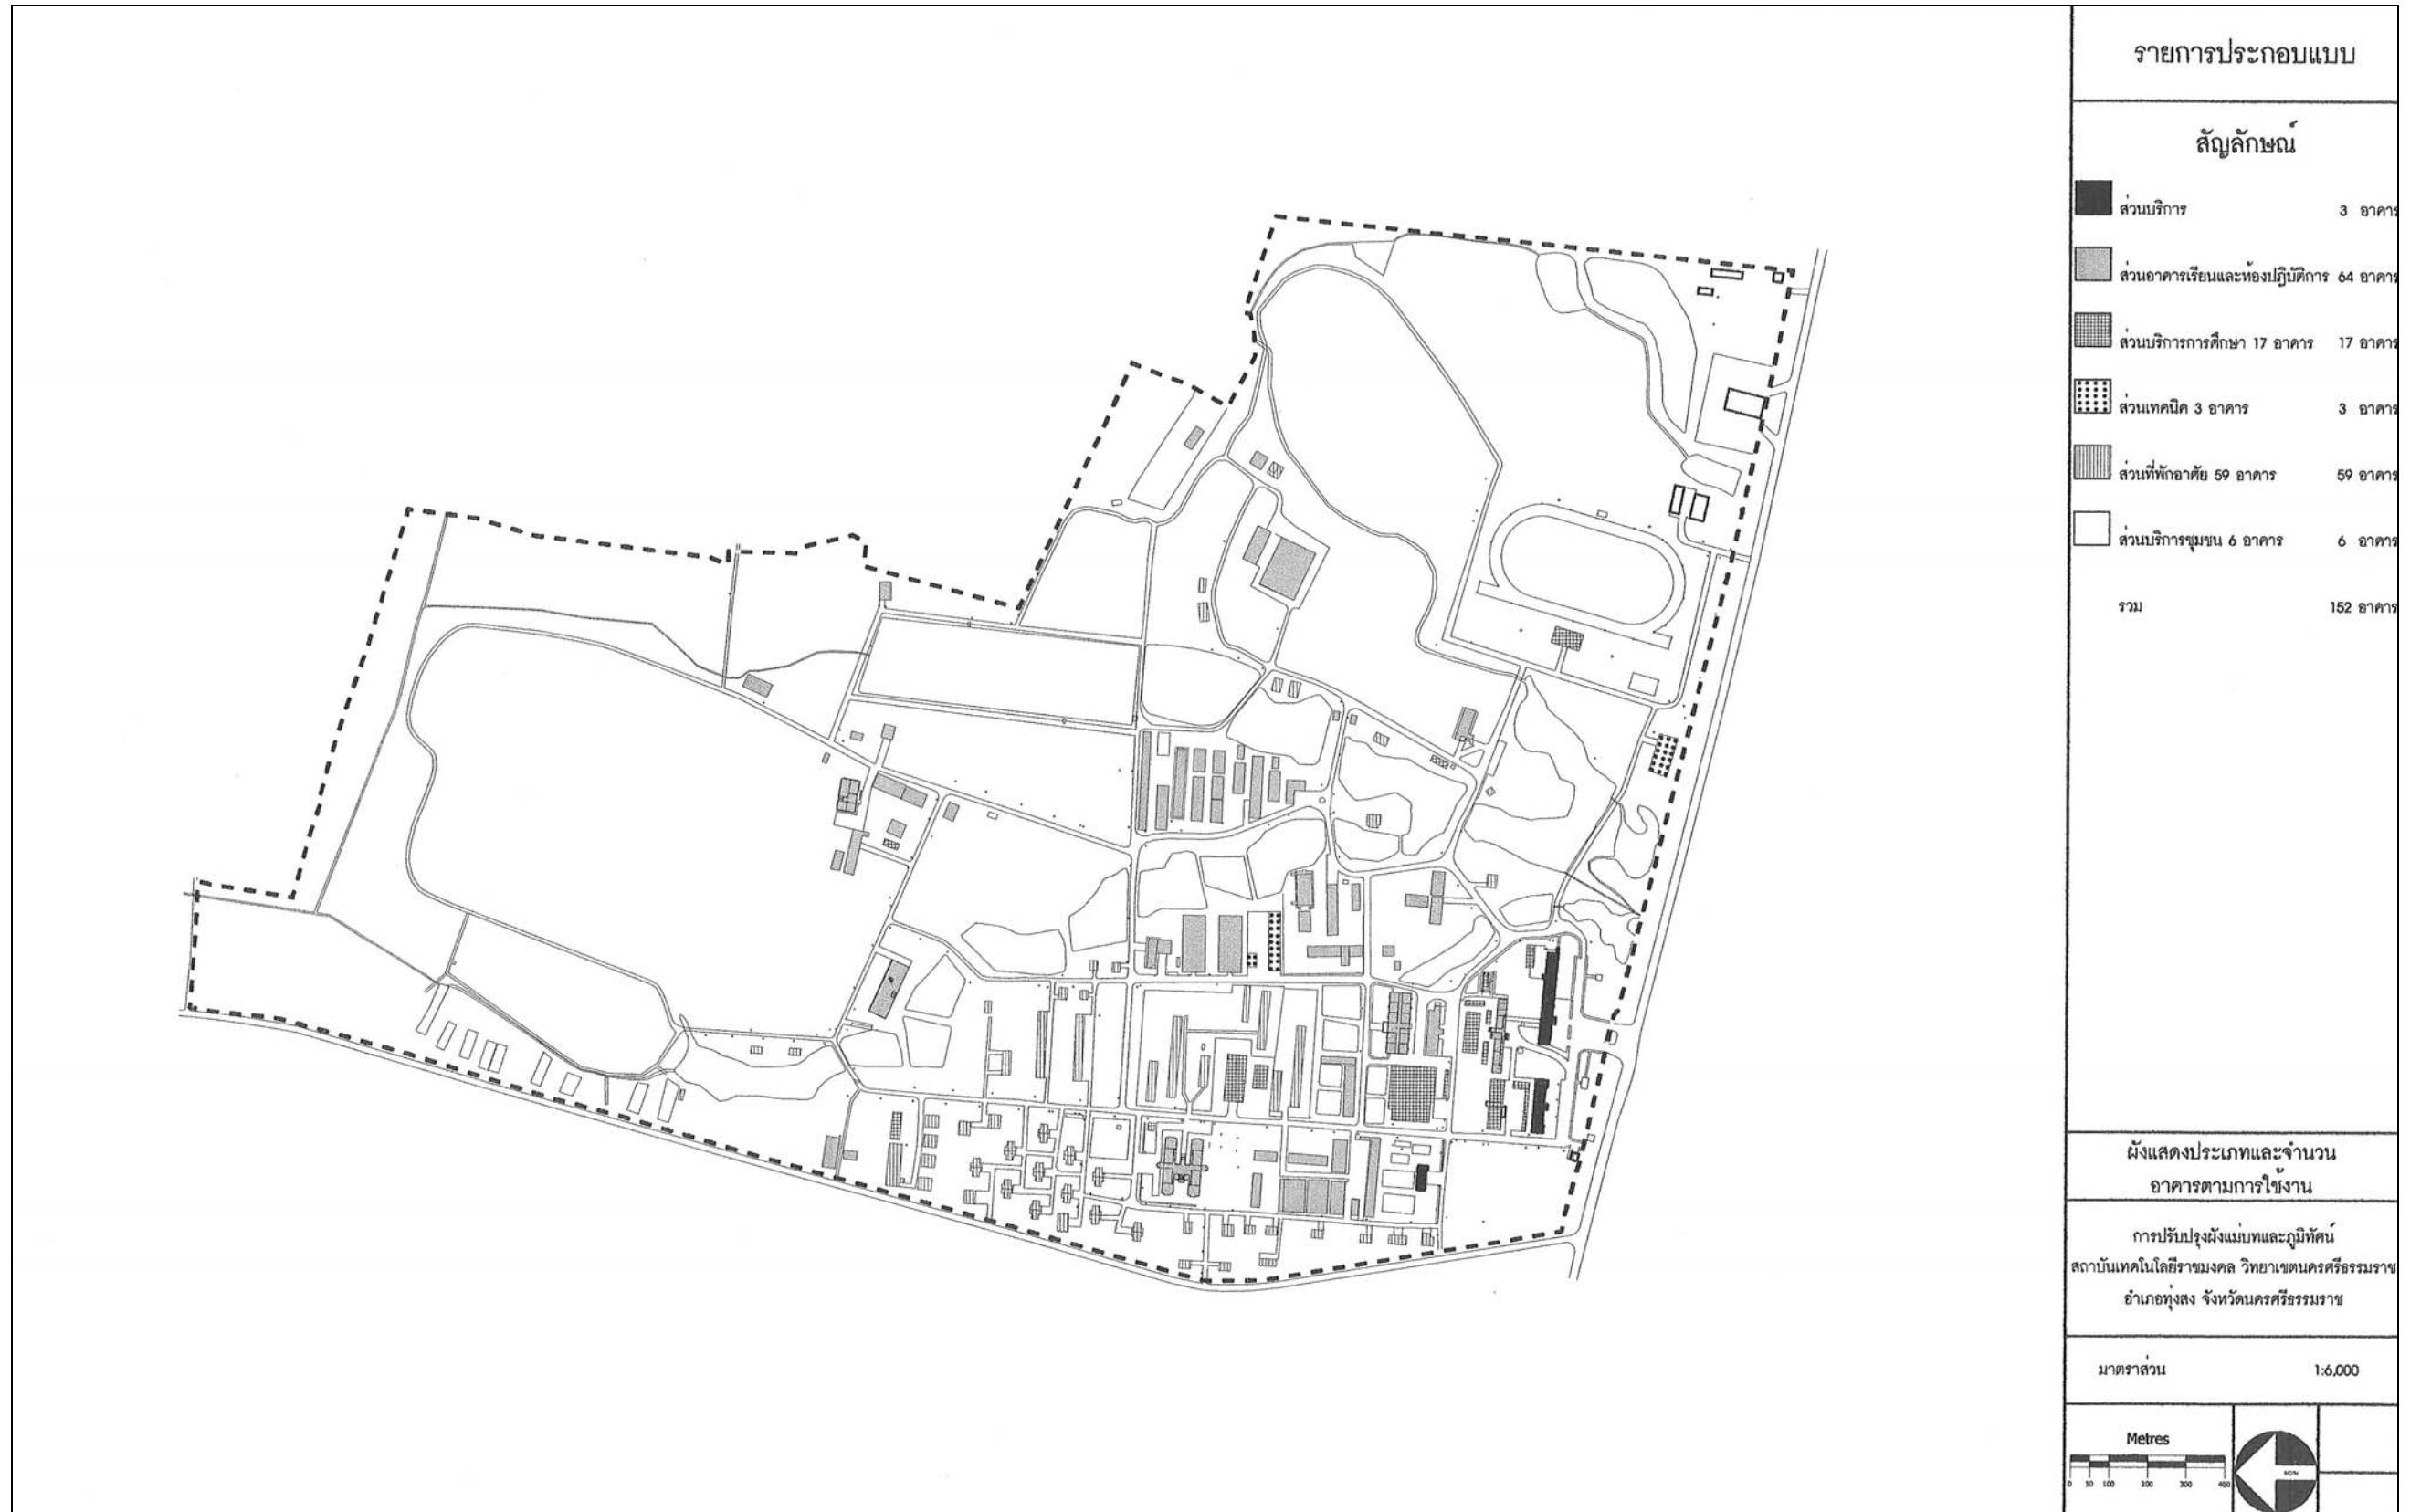 รายการประกอบแบบ
สัญลักษณ์
ส่วนบริการ 3 อาคาร
ส่วนอาคารเรียนและห้องปฏิบัติการ 64 อาคาร
ส่วนบริการการศึกษา 17 อาคาร 17 อาคาร
ส่วนเทคนิค 3 อาคาร 3 อาคาร
ส่วนที่พักอาศัย 59 อาคาร 59 อาคาร
ส่วนบริการชุมชน 6 อาคาร 6 อาคาร
รวม 152 อาคาร
ผังแสดงประเภทและจำนวน
อาคารตามการใช้งาน
การปรับปรุงผังแม่บทและภูมิทัศน์
สถาบันเทคโนโลยีราชมงคล วิทยาเขตนครศรีธรรมราช
อำเภอทุ่งสง จังหวัดนครศรีธรรมราช
มาตราส่วน 1:6,000
Metres
0 50 100 200 300 400